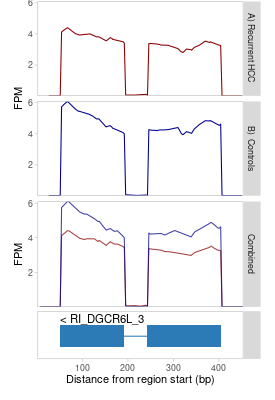 6
4
2
A) Recurrent HCC
FPM
6
4
2
B) Controls
6
4
2
Combined
FPM
< RI_DGCR6L_3
100 200 300 400
Distance from region start (bp)